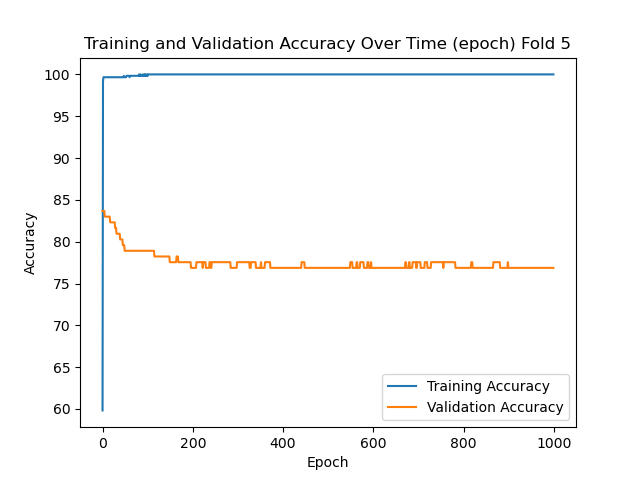 Training and Validation Accuracy Over Time (epoch) Fold 5
100
95
90
85
80
75
70
65
60
Accuracy
Training Accuracy
Validation Accuracy
0 200 400 600 800 1000
Epoch